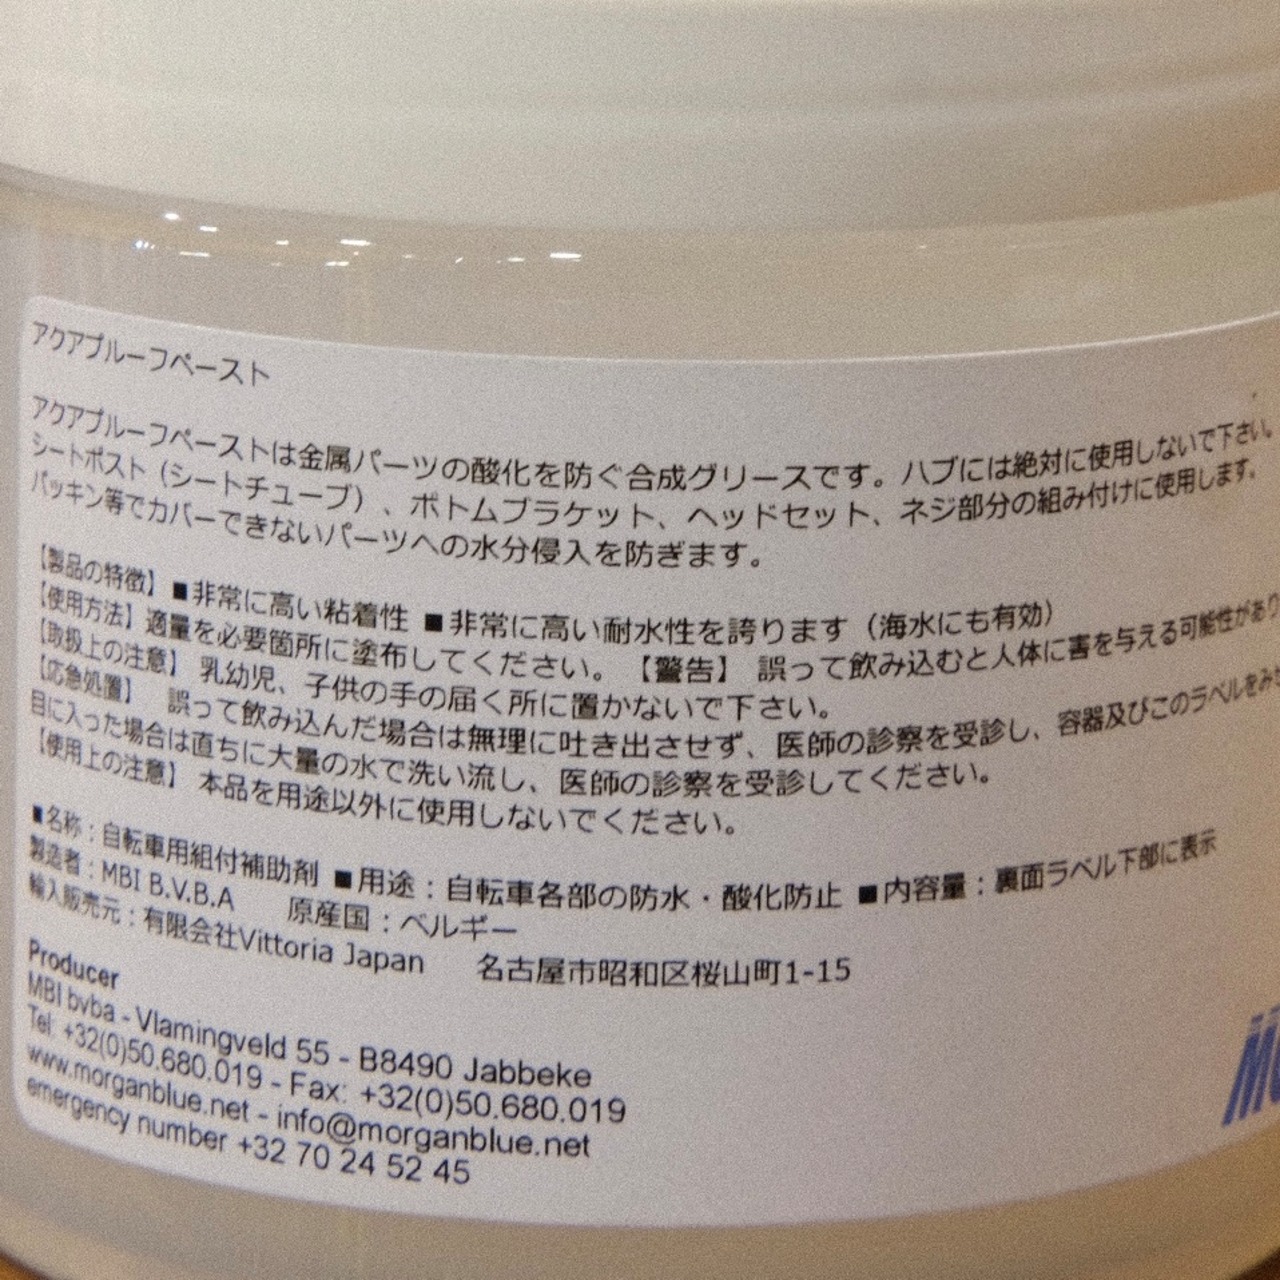 アクアプルーフペースト
アクアプルーフペーストは金属パーツの酸化を防ぐ合成グリースです。ハブには絶対に使用しないで下さい。
シートポスト（シートチューブ）、ボトムブラケット、ヘッドセット、ネジ部分の組み付けに使用します。
パッキン等でカバーできないパーツへの水分侵入を防ぎます。
【製品の特徴】■非常に高い粘着性 ■非常に高い耐水性を誇ります（海水にも有効）
【使用方法】適量を必要箇所に塗布してください。【警告】 誤って飲み込むと人体に害を与える可能性があり
【取扱上の注意】 乳幼児、子供の手の届く所に置かないで下さい。
【応急処置】 誤って飲み込んだ場合は無理に吐き出させず、医師の診察を受診し、容器及びこのラベルをみせ
目に入った場合は直ちに大量の水で洗い流し、医師の診察を受診してください。
【使用上の注意】 本品を用途以外に使用しないでください。
■名称：自転車用組付補助剤 ■用途：自転車各部の防水・酸化防止 ■内容量：裏面ラベル下部に表示
製造者：MBI B.V.B.A 原産国：ベルギー
輸入販売元：有限会社Vittoria Japan 名古屋市昭和区桜山町1-15
Producer
MBI bvba - Vlamingveld 55 - B8490 Jabbeke
Tel: +32(0)50.680.019 - Fax: +32(0)50.680.019
www.morganblue.net - info@morganblue.net
emergency number +32 70 24 52 45